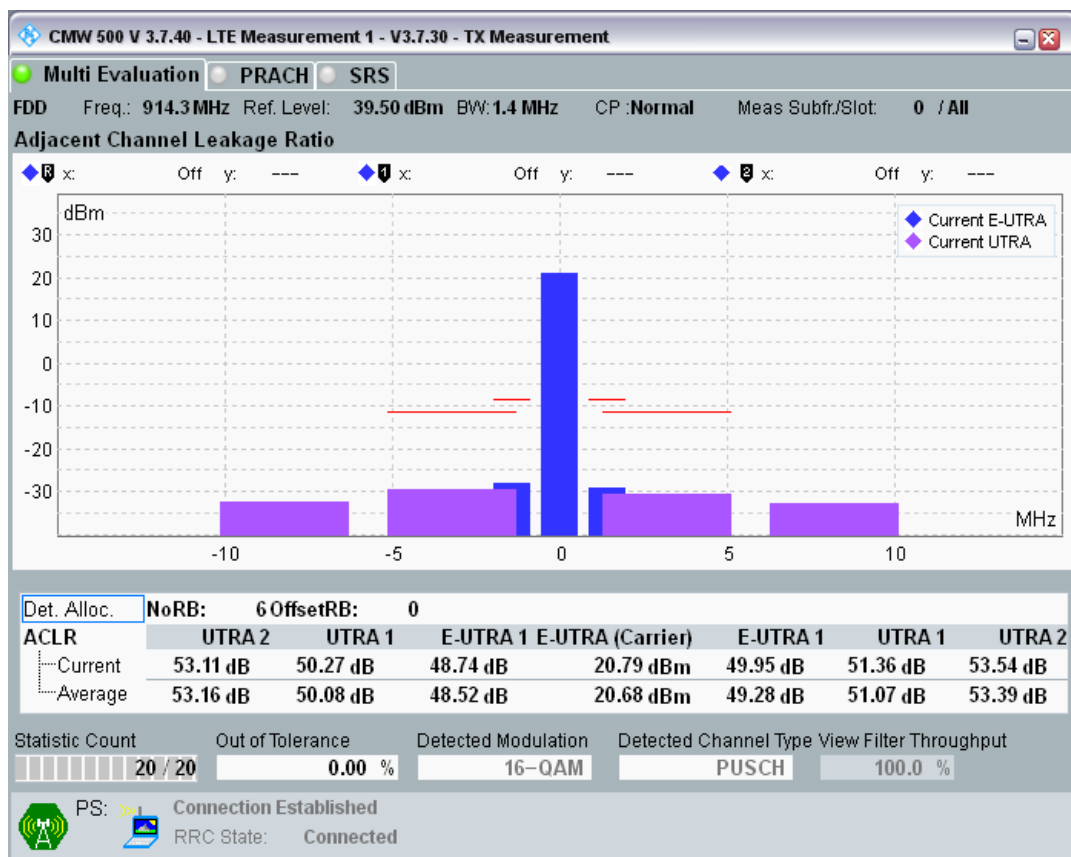 CMW 500 V 3.7.40 - LTE Measurement 1 - V3.7.30 - TX Measurement
Multi Evaluation PRACH SRS
FDD Freq.: 914.3 MHz Ref. Level: 39.50 dBm BW: 1.4 MHz CP :Normal Meas Subfr./Slot: 0 / All
Adjacent Channel Leakage Ratio
R x: Off y: --- 1 x: Off y: --- 2 x: Off y: ---
dBm
Current E-UTRA
Current UTRA
30
20
10
0
-10
-20
-30
MHz
-10 -5 0 5 10
Det. Alloc. NoRB: 6 OffsetRB: 0
ACLR UTRA 2 UTRA 1 E-UTRA 1 E-UTRA (Carrier) E-UTRA 1 UTRA 1 UTRA 2
Current 53.11 dB 50.27 dB 48.74 dB 20.79 dBm 49.95 dB 51.36 dB 53.54 dB
Average 53.16 dB 50.08 dB 48.52 dB 20.68 dBm 49.28 dB 51.07 dB 53.39 dB
Statistic Count Out of Tolerance Detected Modulation Detected Channel Type View Filter Throughput
20 / 20 0.00 % 16-QAM PUSCH 100.0 %
PS: Connection Established
RRC State: Connected